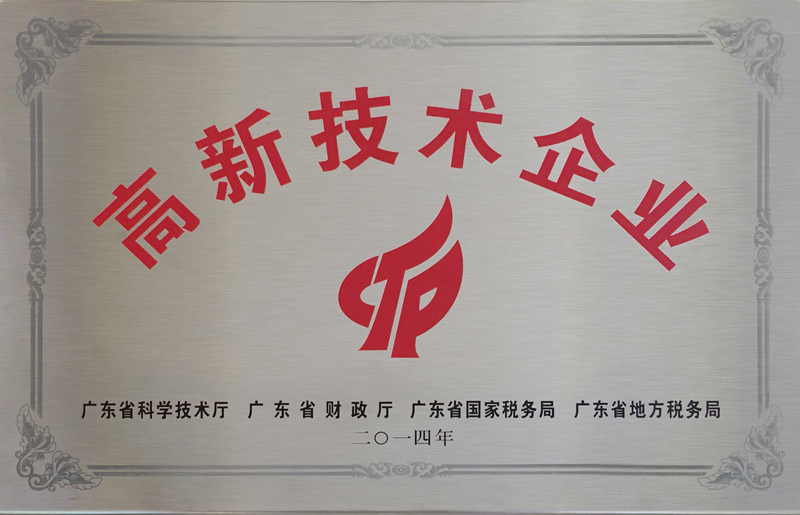 高新技术企业
广东省科学技术厅 广东省财政厅 广东省国家税务局 广东省地方税务局
二〇一四年